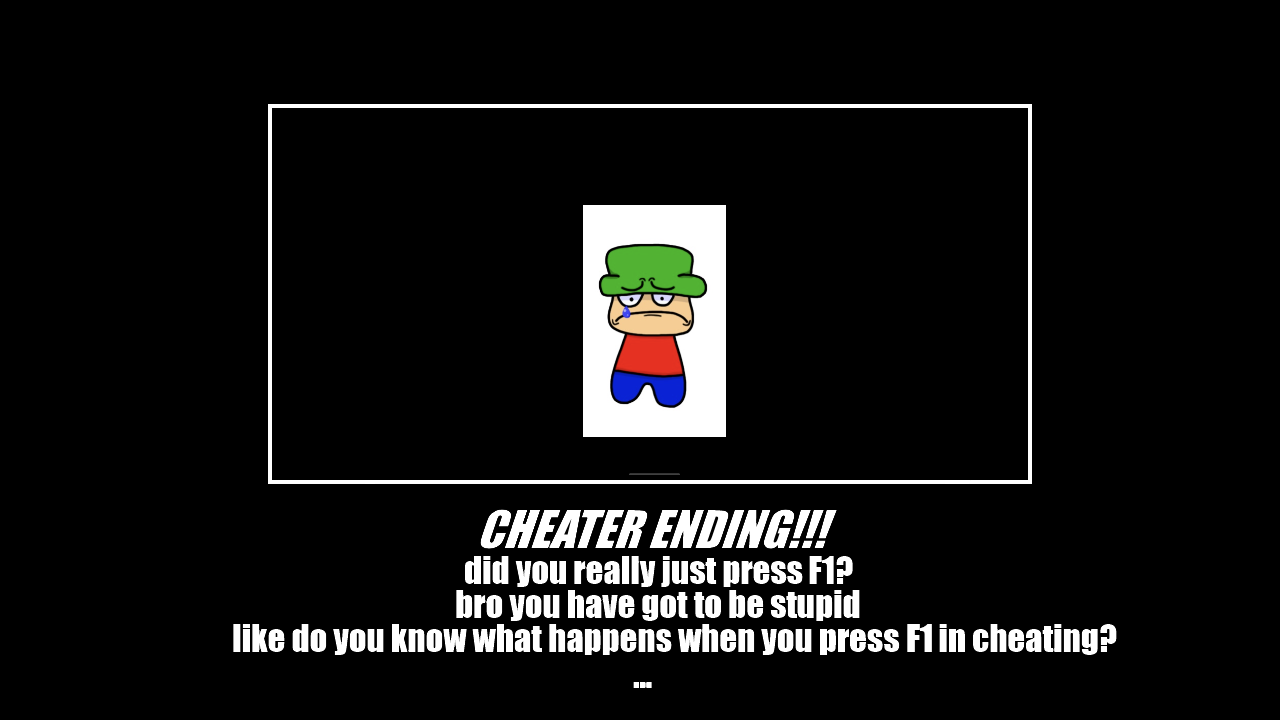 CHEATER ENDING!!!
did you really just press F1?
bro you have got to be stupid
like do you know what happens when you press F1 in cheating?
...